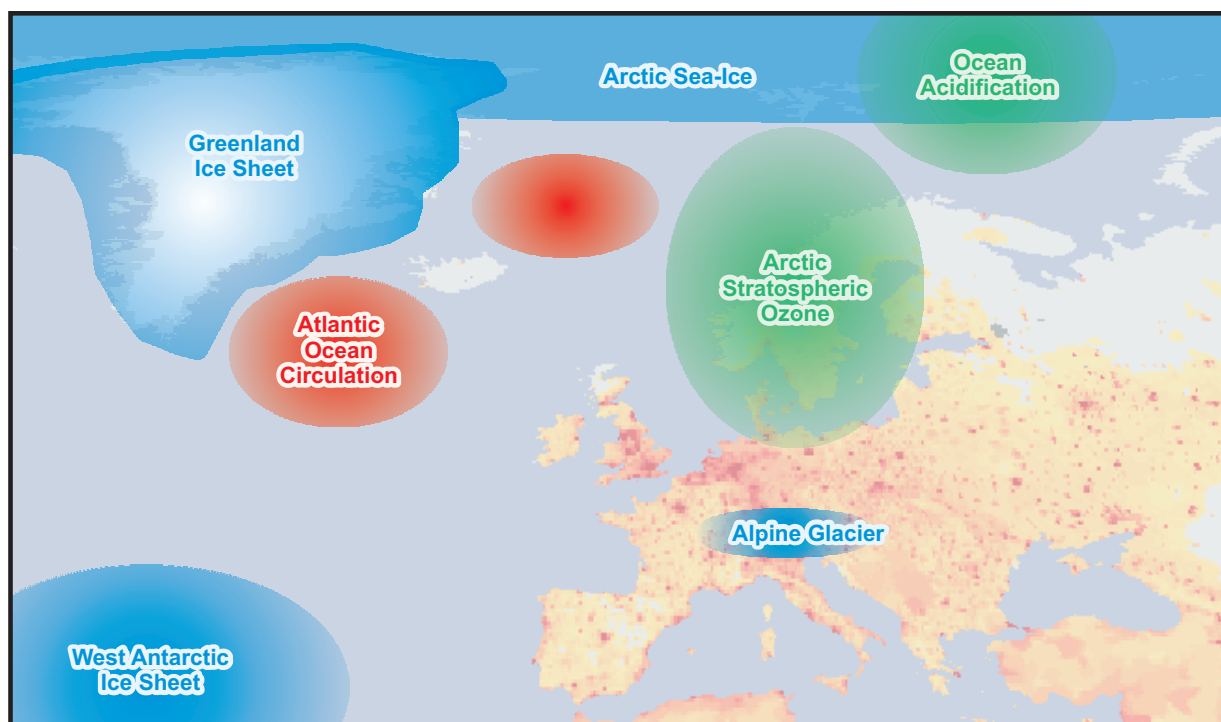 Arctic Sea-Ice
Ocean
Acidification
Greenland
Ice Sheet
Arctic
Stratospheric
Ozone
Atlantic
Ocean
Circulation
Alpine Glacier
West Antarctic
Ice Sheet